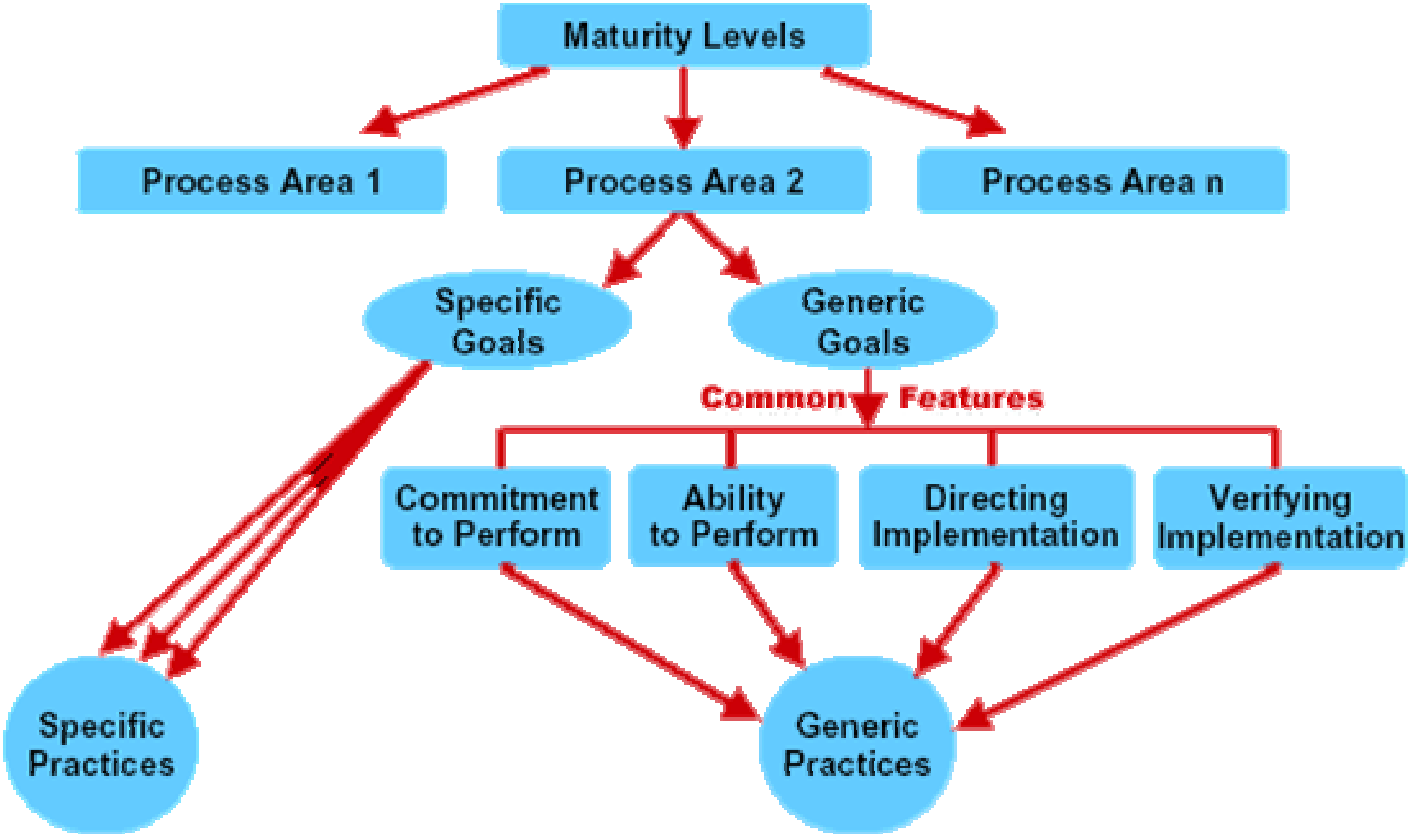 Maturity Levels
Process Area 1
Process Area 2
Process Area n
Specific
Goals
Generic
Goals
Common Features
Commitment
to Perform
Ability
to Perform
Directing
Implementation
Verifying
Implementation
Specific
Practices
Generic
Practices